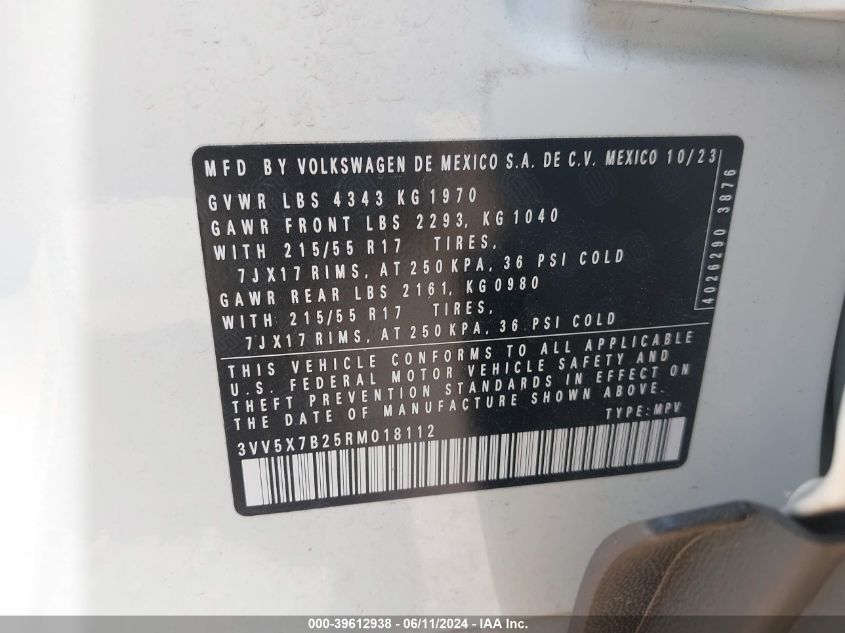 MFD BY VOLKSWAGEN DE MEXICO S.A. DE C.V. MEXICO 10/23
GVWR LBS 4343 KG 1970
GAWR FRONT LBS 2293, KG 1040
WITH 215/55 R17 TIRES,
7JX17 RIMS, AT 250 KPA, 36 PSI COLD
GAWR REAR LBS 2161, KG 0980
WITH 215/55 R17 TIRES,
7JX17 RIMS, AT 250 KPA, 36 PSI COLD
4026290 3876
THIS VEHICLE CONFORMS TO ALL APPLICABLE
U.S. FEDERAL MOTOR VEHICLE SAFETY AND
THEFT PREVENTION STANDARDS IN EFFECT ON
THE DATE OF MANUFACTURE SHOWN ABOVE.
3VV5X7B25RM018112 TYPE: MPV
000-39612938 - 06/11/2024 - IAA Inc.